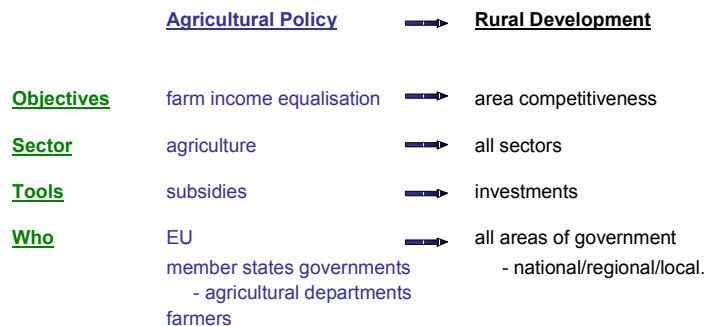 Agricultural Policy Rural Development
Objectives farm income equalisation area competitiveness
Sector agriculture all sectors
Tools subsidies investments
Who EU all areas of government
member states governments - national/regional/local.
- agricultural departments
farmers